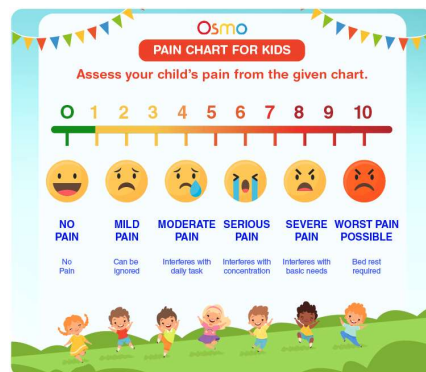 Osmo
PAIN CHART FOR KIDS
Assess your child's pain from the given chart.
0 1 2 3 4 5 6 7 8 9 10
NO PAIN
MILD PAIN
MODERATE PAIN
SERIOUS PAIN
SEVERE PAIN
WORST PAIN POSSIBLE
No Pain
Can be ignored
Interferes with daily task
Interferes with concentration
Interferes with basic needs
Bed rest required